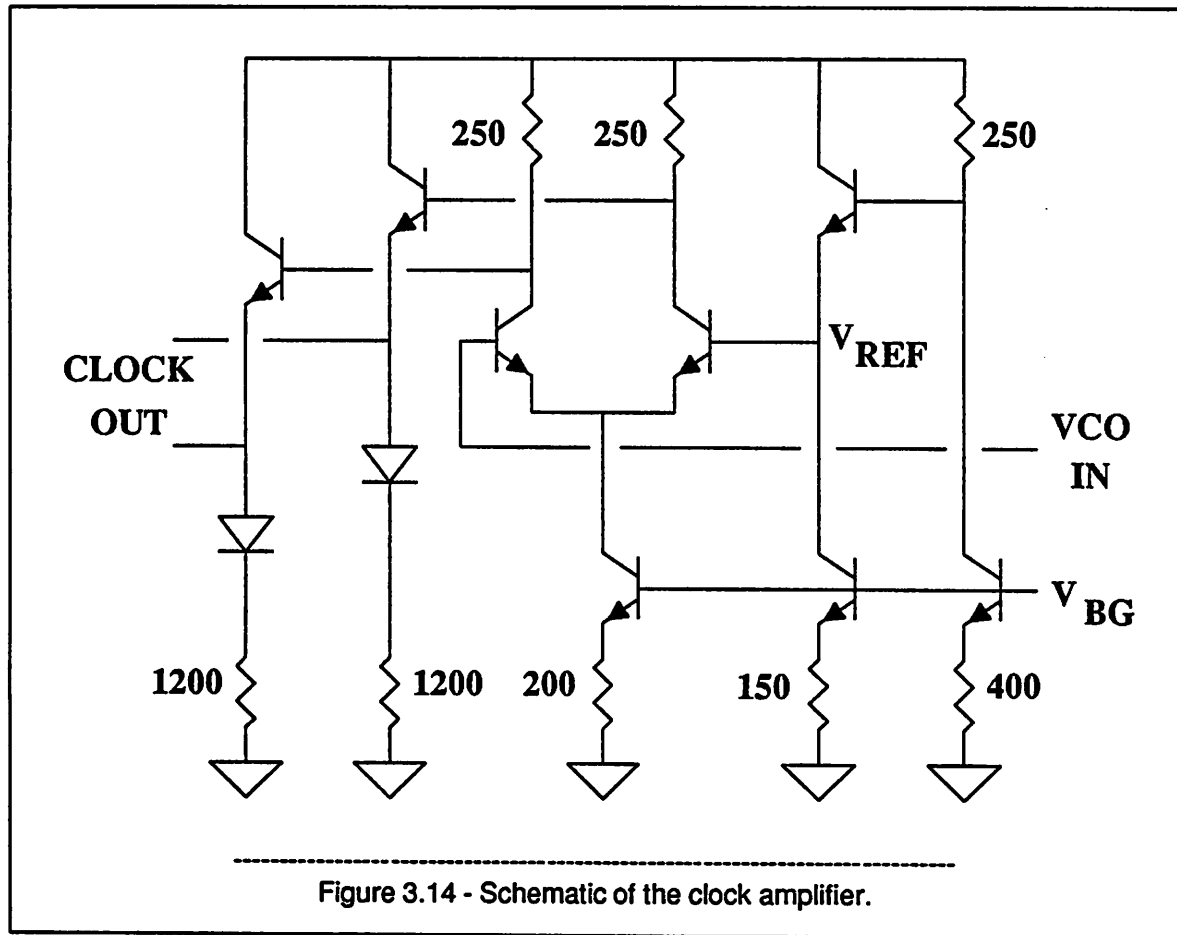 250
250
250
V REF
CLOCK
OUT
VCO
IN
V BG
1200
1200
200
150
400
Figure 3.14 - Schematic of the clock amplifier.